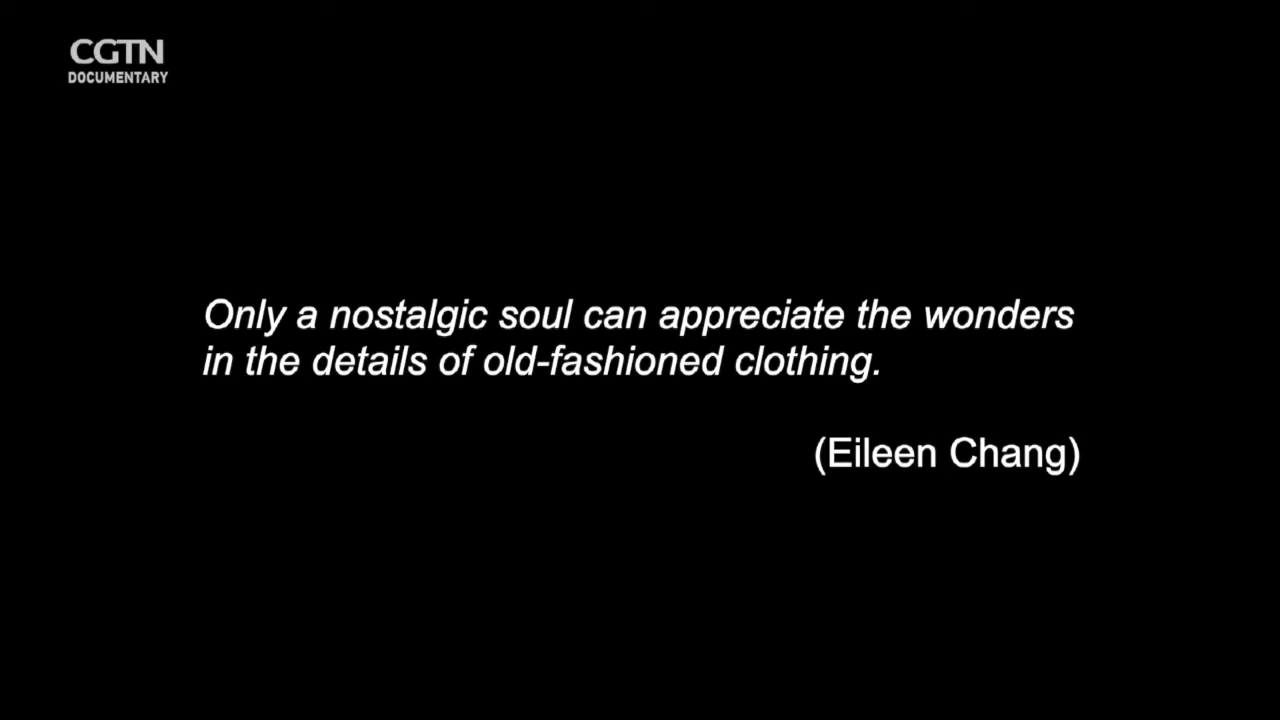 CGTN
DOCUMENTARY
Only a nostalgic soul can appreciate the wonders
in the details of old-fashioned clothing.
(Eileen Chang)